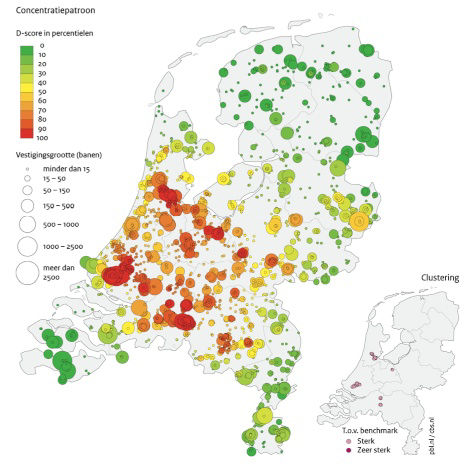 Concentratiepatroon
D-score in percentielen
0
10
20
30
40
50
60
70
80
90
100
Vestigingsgrootte (banen)
minder dan 15
15 – 50
50 – 150
150 – 500
500 – 1000
1000 – 2500
meer dan
2500
Clustering
T.o.v. benchmark
Sterk
Zeer sterk
pbl.nl / cbs.nl